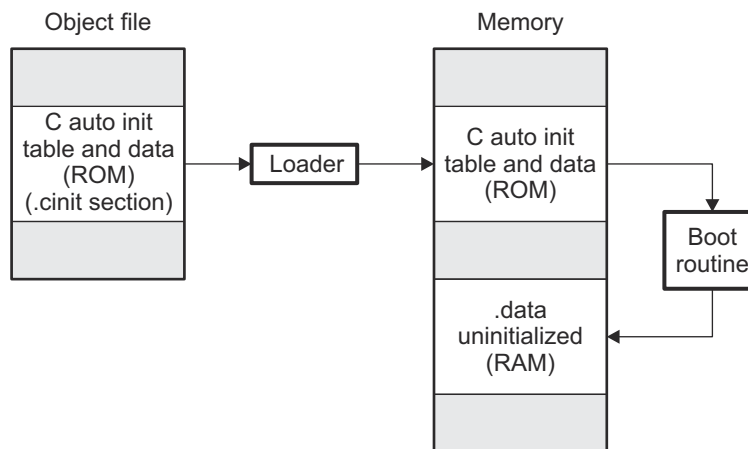 Object file
Memory
C auto init
table and data
(ROM)
(.cinit section)
Loader
C auto init
table and data
(ROM)
Boot
routine
.data
uninitialized
(RAM)